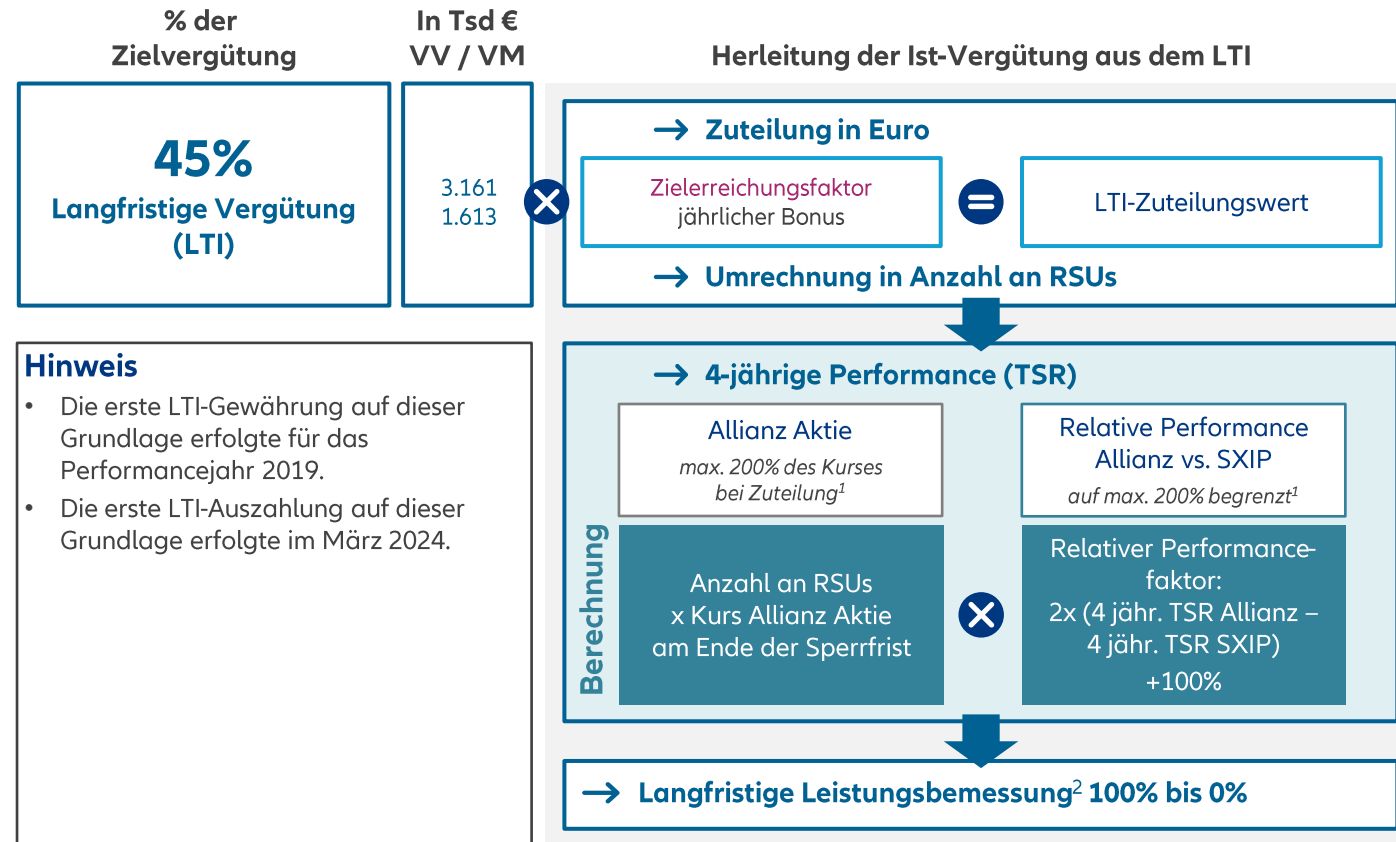 % der
Zielvergütung
In Tsd €
VV / VM
Herleitung der Ist-Vergütung aus dem LTI
45%
Langfristige Vergütung
(LTI)
3.161
1.613
→ Zuteilung in Euro
Zielerreichungsfaktor
jährlicher Bonus
LTI-Zuteilungswert
→ Umrechnung in Anzahl an RSUs
Hinweis
• Die erste LTI-Gewährung auf dieser
Grundlage erfolgte für das
Performancejahr 2019.
• Die erste LTI-Auszahlung auf dieser
Grundlage erfolgte im März 2024.
→ 4-jährige Performance (TSR)
Allianz Aktie
max. 200% des Kurses
bei Zuteilung¹
Relative Performance
Allianz vs. SXIP
auf max. 200% begrenzt¹
Berechnung
Anzahl an RSUs
x Kurs Allianz Aktie
am Ende der Sperrfrist
Relativer Performance-
faktor:
2x (4 jähr. TSR Allianz –
4 jähr. TSR SXIP)
+100%
→ Langfristige Leistungsbemessung² 100% bis 0%